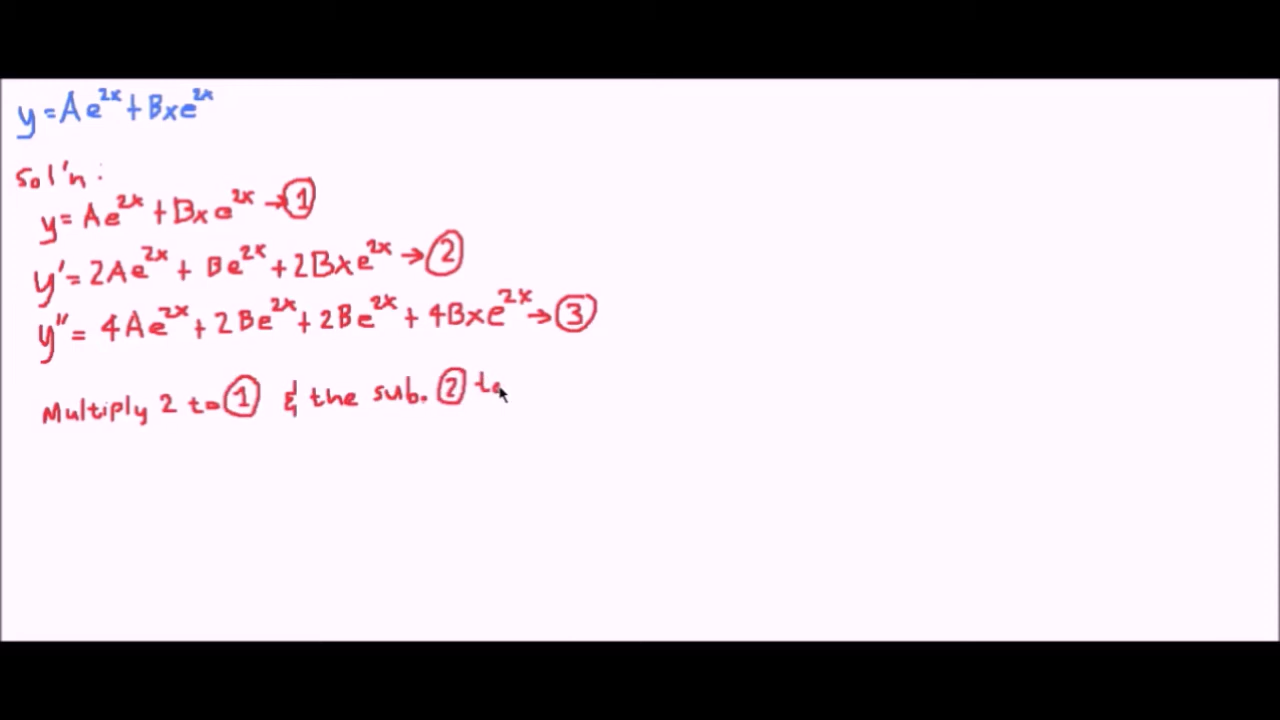 y = Ae^{2x} + Bxe^{2x}
Sol'n :
y = Ae^{2x} + Bxe^{2x} → ①
y' = 2Ae^{2x} + Be^{2x} + 2Bxe^{2x} → ②
y'' = 4Ae^{2x} + 2Be^{2x} + 2Be^{2x} + 4Bxe^{2x} → ③
Multiply 2 to ① & the sub. ② to